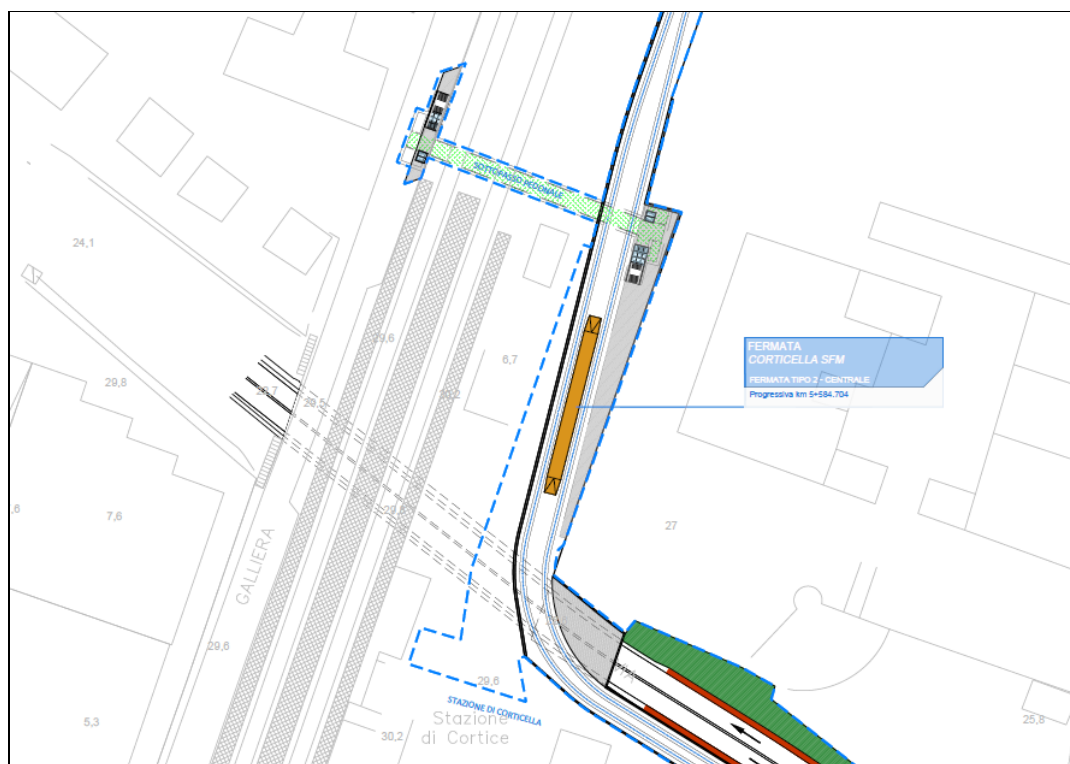 SOTTOPASSO PEDONALE
24,1
29,6
6,7
29,8
FERMATA
CORTICELLA SFM
FERMATA TIPO 2 - CENTRALE
Progressiva km 5+584,704
7,6
27
GALLIERA
29,6
29,6
STAZIONE DI CORTICELLA
Stazione
di Cortice
5,3
30,2
25,8